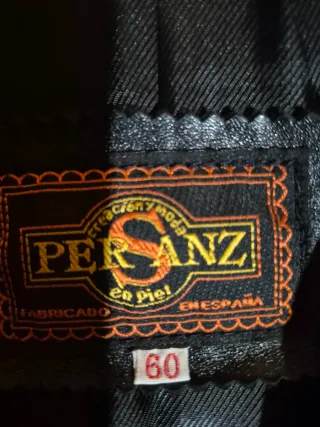 Creación y moda
PERSANZ
en Piel
FABRICADO EN ESPAÑA
60